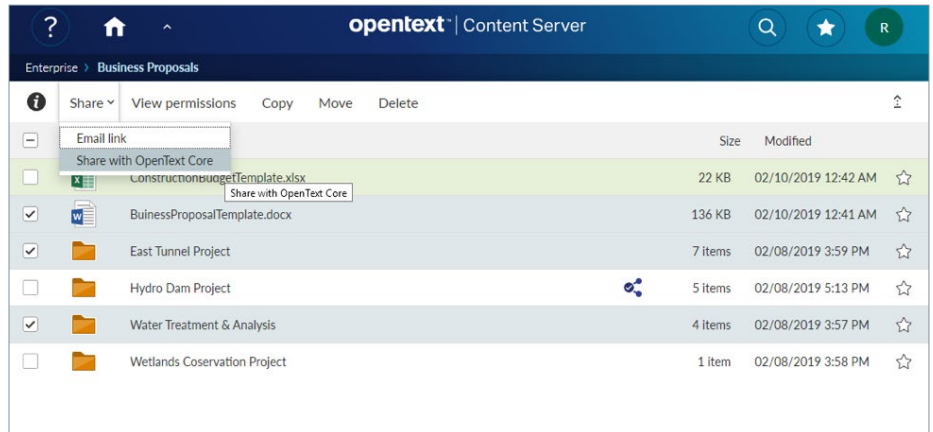 ?
opentext™ | Content Server
R
Enterprise > Business Proposals
Share View permissions Copy Move Delete
Email link
Share with OpenText Core
Size Modified
ConstructionBudgetTemplate.xlsx 22 KB 02/10/2019 12:42 AM
Share with OpenText Core
BuinessProposalTemplate.docx 136 KB 02/10/2019 12:41 AM
East Tunnel Project 7 items 02/08/2019 3:59 PM
Hydro Dam Project 5 items 02/08/2019 5:13 PM
Water Treatment & Analysis 4 items 02/08/2019 3:57 PM
Wetlands Coservation Project 1 item 02/08/2019 3:58 PM